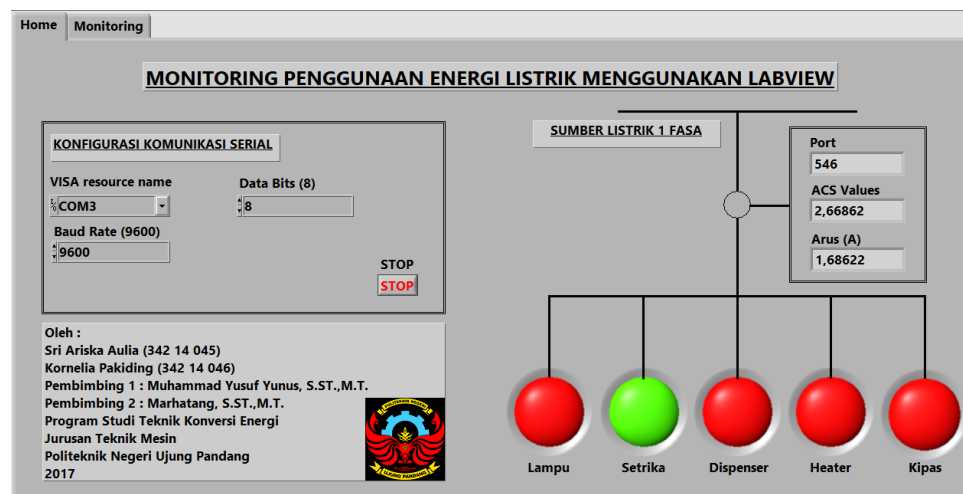 Home Monitoring
MONITORING PENGGUNAAN ENERGI LISTRIK MENGGUNAKAN LABVIEW
KONFIGURASI KOMUNIKASI SERIAL
VISA resource name
COM3
Data Bits (8)
8
Baud Rate (9600)
9600
STOP
STOP
SUMBER LISTRIK 1 FASA
Port
546
ACS Values
2,66862
Arus (A)
1,68622
Oleh :
Sri Ariska Aulia (342 14 045)
Kornelia Pakiding (342 14 046)
Pembimbing 1 : Muhammad Yusuf Yunus, S.ST.,M.T.
Pembimbing 2 : Marhatang, S.ST.,M.T.
Program Studi Teknik Konversi Energi
Jurusan Teknik Mesin
Politeknik Negeri Ujung Pandang
2017
POLITEKNIK NEGERI
UJUNG PANDANG
Lampu Setrika Dispenser Heater Kipas